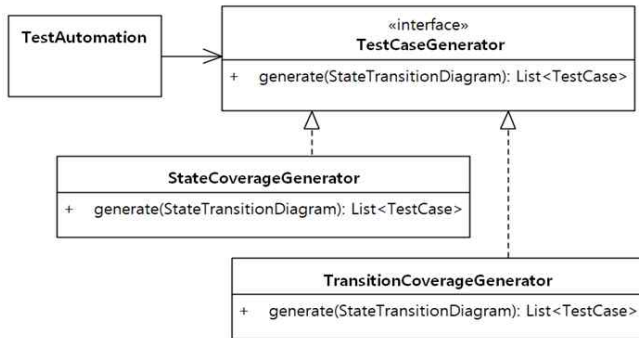 TestAutomation
«interface»
TestCaseGenerator
+ generate(StateTransitionDiagram): List<TestCase>
StateCoverageGenerator
+ generate(StateTransitionDiagram): List<TestCase>
TransitionCoverageGenerator
+ generate(StateTransitionDiagram): List<TestCase>